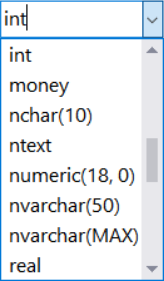 int
int
money
nchar(10)
ntext
numeric(18, 0)
nvarchar(50)
nvarchar(MAX)
real